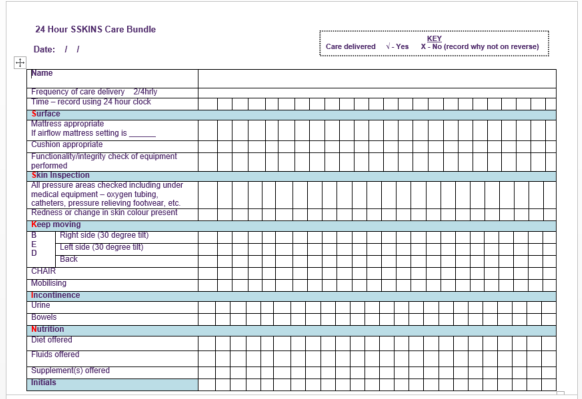 24 Hour SSKINS Care Bundle
KEY
Date: / /
Care delivered √ - Yes X - No (record why not on reverse)
Name
Frequency of care delivery 2/4hrly
Time – record using 24 hour clock
Surface
Mattress appropriate
If airflow mattress setting is ______
Cushion appropriate
Functionality/integrity check of equipment
performed
Skin Inspection
All pressure areas checked including under
medical equipment – oxygen tubing,
catheters, pressure relieving footwear, etc.
Redness or change in skin colour present
Keep moving
B Right side (30 degree tilt)
E Left side (30 degree tilt)
D Back
CHAIR
Mobilising
Incontinence
Urine
Bowels
Nutrition
Diet offered
Fluids offered
Supplement(s) offered
Initials